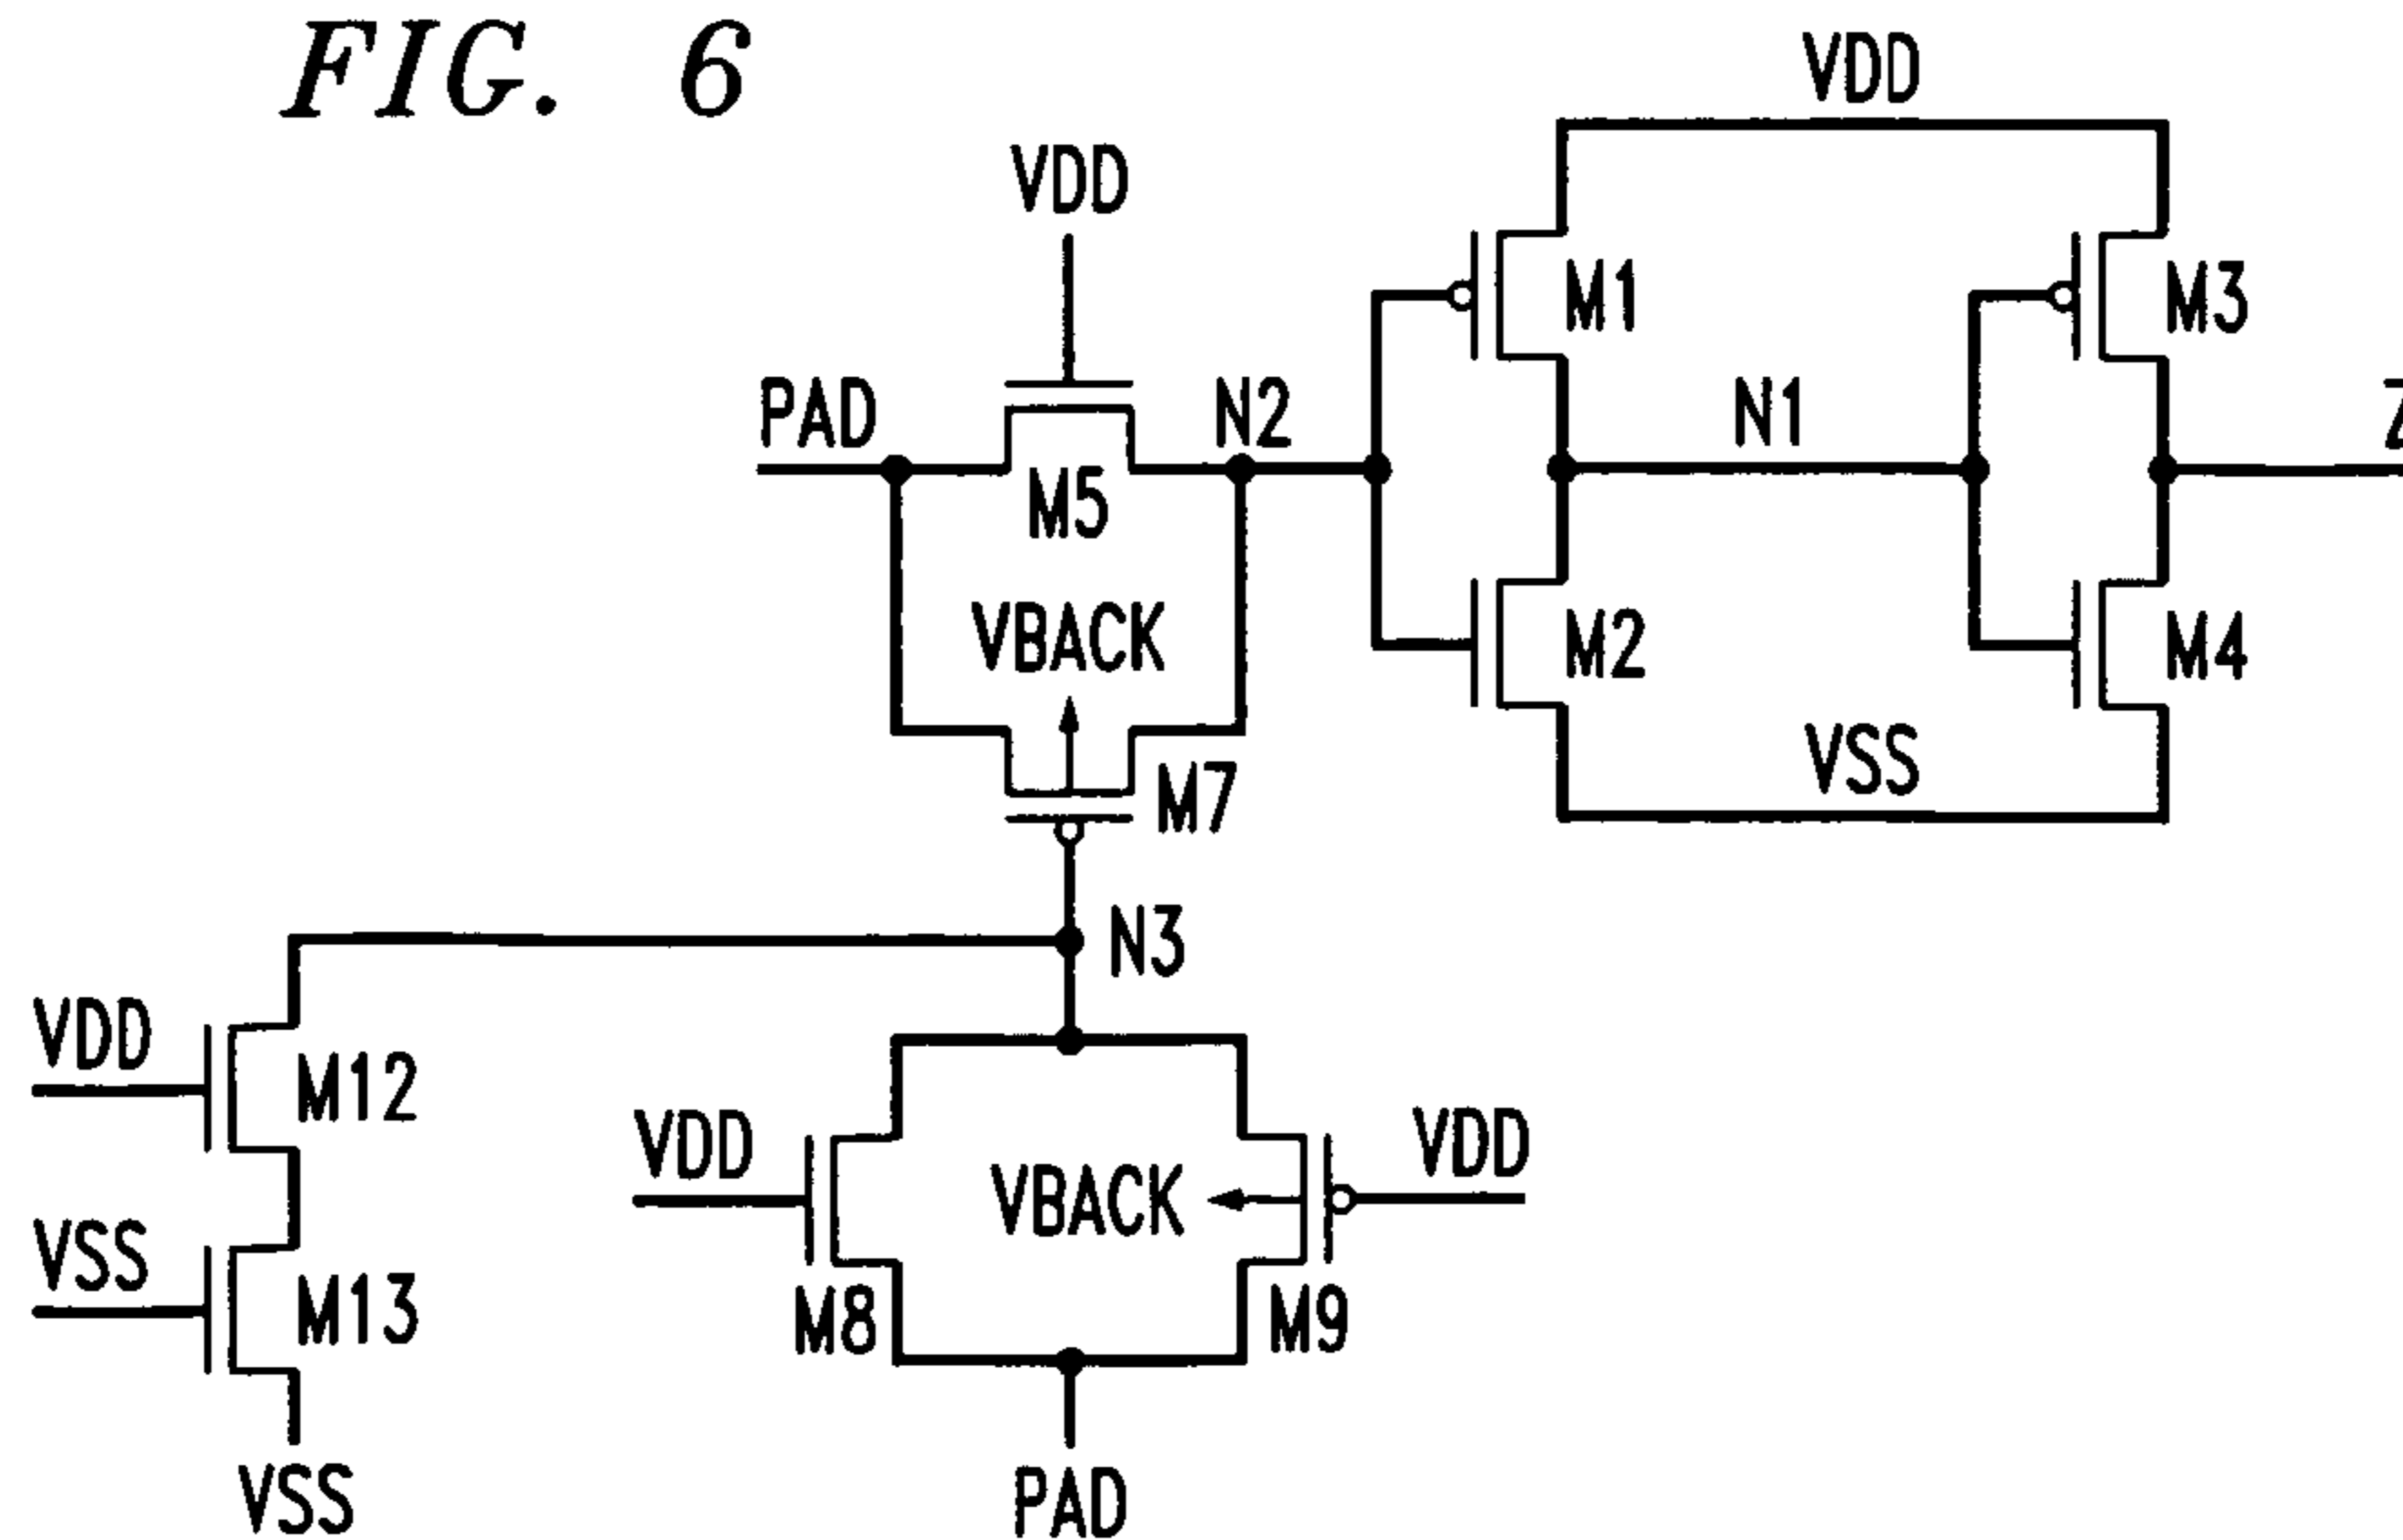 FIG. 6
VDD
VDD
M1
M3
PAD
N2
N1
Z
M5
VBACK
M2
M4
VSS
M7
N3
VDD
M12
VDD
VBACK
VDD
VSS
M13
M8
M9
VSS
PAD